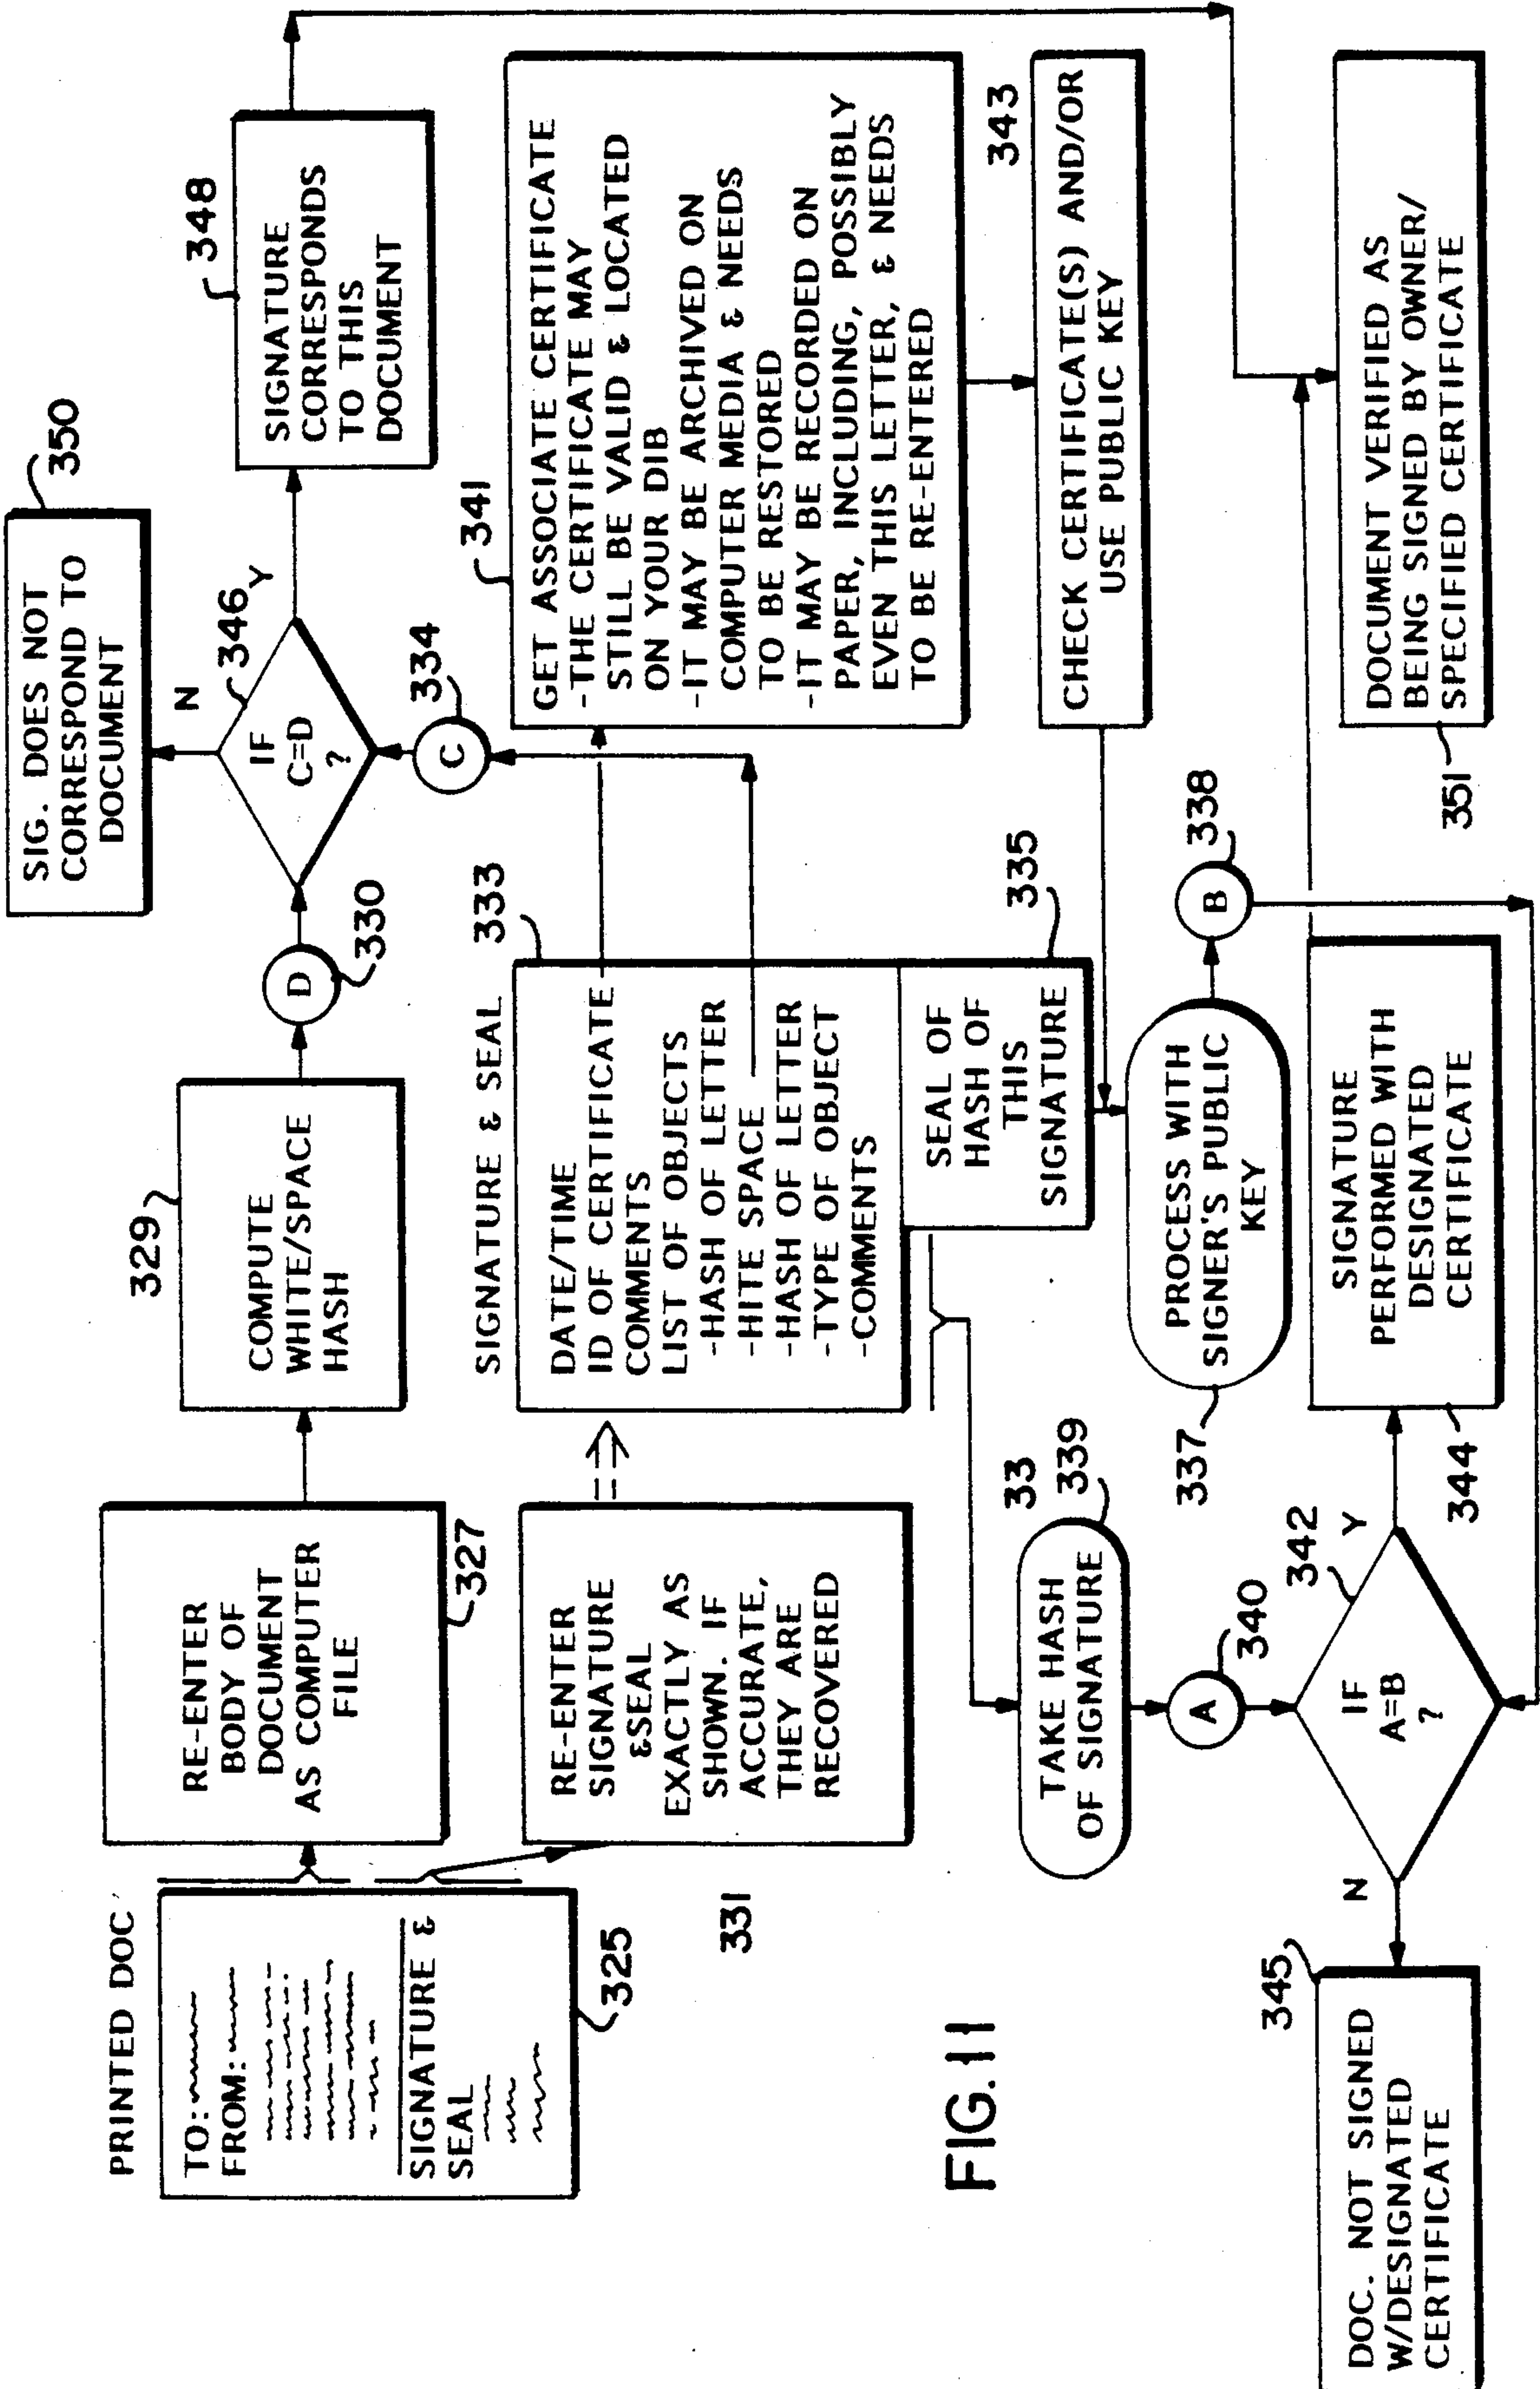 PRINTED DOC
TO:
FROM:
SIGNATURE &
SEAL
325
RE-ENTER
BODY OF
DOCUMENT
AS COMPUTER
FILE
327
329
COMPUTE
WHITE/SPACE
HASH
D
330
IF
C=D
?
346
Y
N
350
SIG. DOES NOT
CORRESPOND TO
DOCUMENT
348
SIGNATURE
CORRESPONDS
TO THIS
DOCUMENT
C
334
331
RE-ENTER
SIGNATURE
&SEAL
EXACTLY AS
SHOWN. IF
ACCURATE,
THEY ARE
RECOVERED
SIGNATURE & SEAL
333
DATE/TIME
ID OF CERTIFICATE
COMMENTS
LIST OF OBJECTS
-HASH OF LETTER
-HITE SPACE
-HASH OF LETTER
-TYPE OF OBJECT
-COMMENTS
SEAL OF
HASH OF
THIS
SIGNATURE
335
341
GET ASSOCIATE CERTIFICATE
-THE CERTIFICATE MAY
STILL BE VALID & LOCATED
ON YOUR DIB
-IT MAY BE ARCHIVED ON
COMPUTER MEDIA & NEEDS
TO BE RESTORED
-IT MAY BE RECORDED ON
PAPER, INCLUDING, POSSIBLY
EVEN THIS LETTER, & NEEDS
TO BE RE-ENTERED
343
CHECK CERTIFICATE(S) AND/OR
USE PUBLIC KEY
33
339
TAKE HASH
OF SIGNATURE
A
340
PROCESS WITH
SIGNER'S PUBLIC
KEY
337
B
338
IF
A=B
?
342
Y
N
345
DOC. NOT SIGNED
W/DESIGNATED
CERTIFICATE
SIGNATURE
PERFORMED WITH
DESIGNATED
CERTIFICATE
344
DOCUMENT VERIFIED AS
BEING SIGNED BY OWNER/
SPECIFIED CERTIFICATE
351
FIG.11